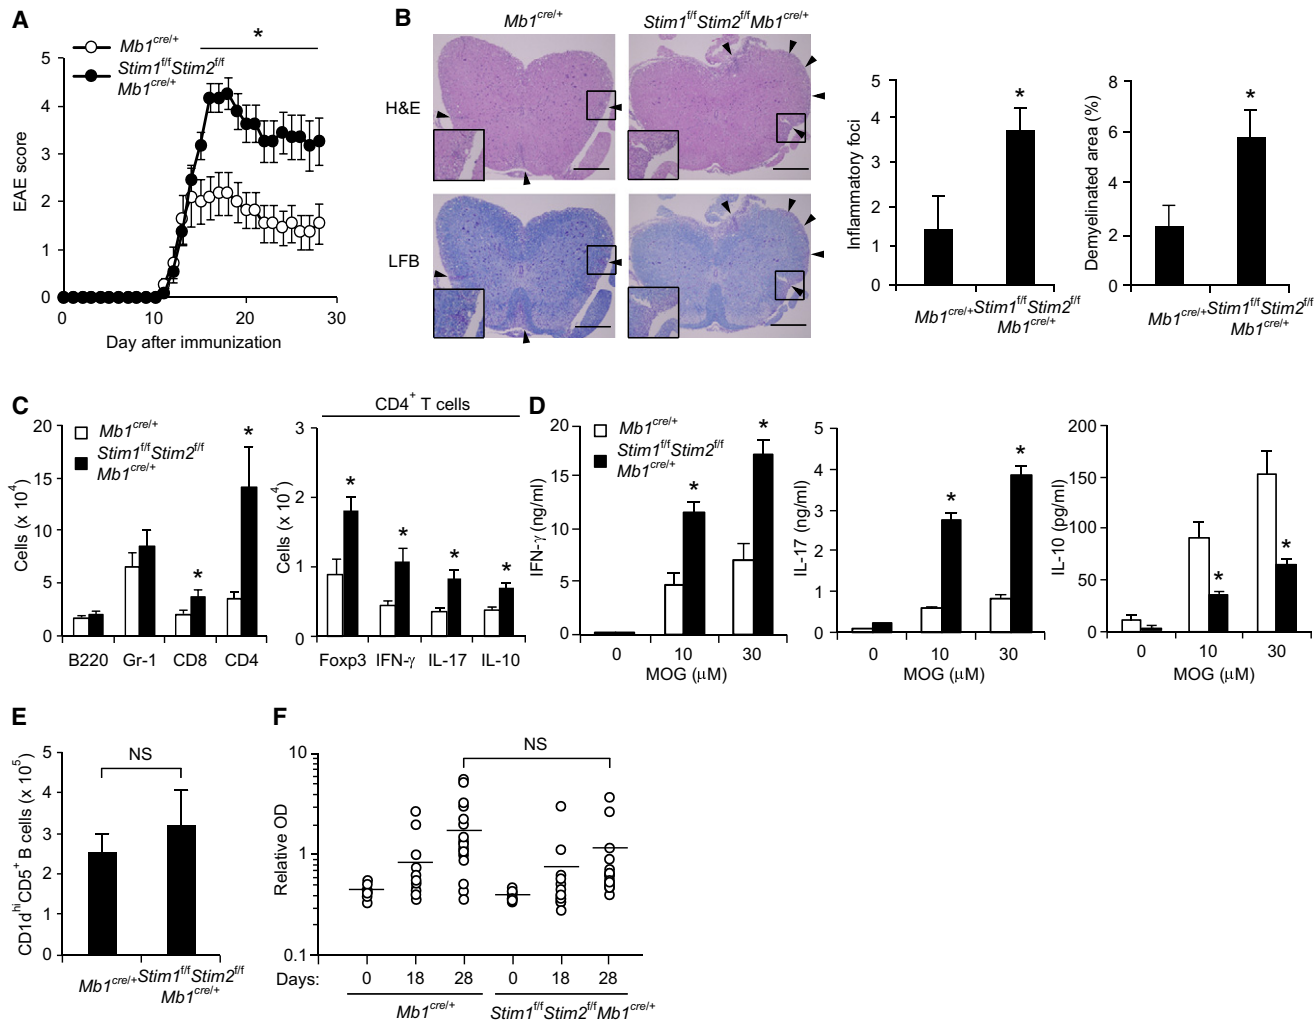 A
Mb1cre/+
Stim1f/fStim2f/f
Mb1cre/+
*
EAE score
5
4
3
2
1
0
0 10 20 30
Day after immunization
B
Mb1cre/+ Stim1f/fStim2f/fMb1cre/+
H&E
LFB
Inflammatory foci
5
4
3
2
1
0
*
Mb1cre/+ Stim1f/fStim2f/f
Mb1cre/+
Demyelinated area (%)
8
6
4
2
0
*
Mb1cre/+ Stim1f/fStim2f/f
Mb1cre/+
C
Mb1cre/+
Stim1f/fStim2f/f
Mb1cre/+
Cells (x 10^4)
20
15
10
5
0
* *
B220 Gr-1 CD8 CD4
CD4+ T cells
Cells (x 10^4)
3
2
1
0
* * * *
Foxp3 IFN-γ IL-17 IL-10
D
Mb1cre/+
Stim1f/fStim2f/f
Mb1cre/+
IFN-γ (ng/ml)
20
15
10
5
0
* *
0 10 30
MOG (μM)
IL-17 (ng/ml)
5
4
3
2
1
0
* *
0 10 30
MOG (μM)
IL-10 (pg/ml)
200
150
100
50
0
* *
0 10 30
MOG (μM)
E
CD1dhiCD5+ B cells (x 10^5)
5
4
3
2
1
0
NS
Mb1cre/+ Stim1f/fStim2f/f
Mb1cre/+
F
Relative OD
10
1
0.1
NS
Days: 0 18 28 0 18 28
Mb1cre/+ Stim1f/fStim2f/fMb1cre/+